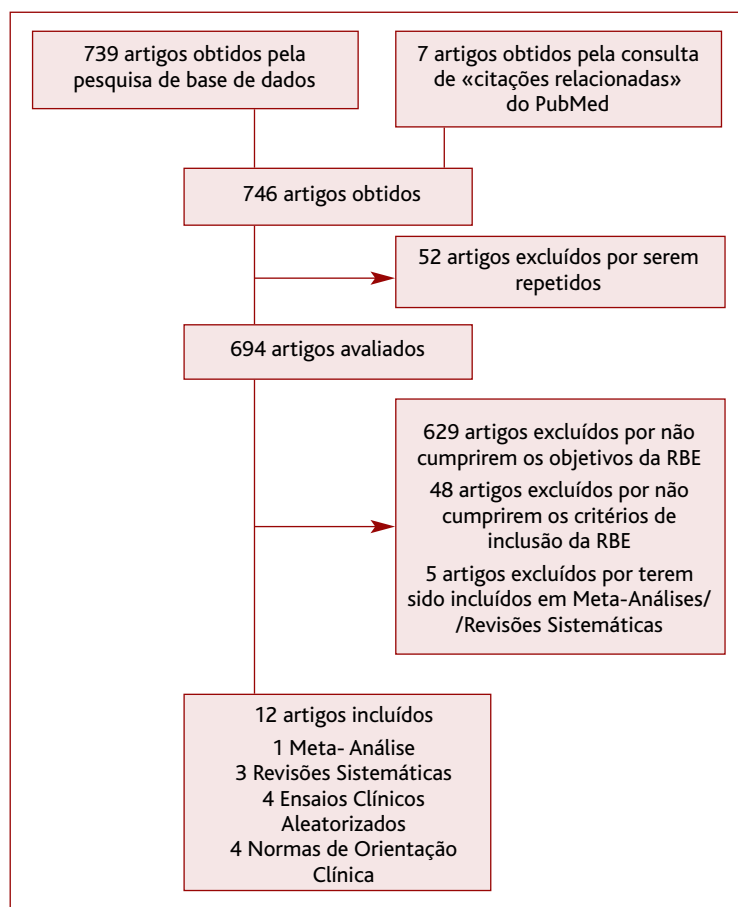 739 artigos obtidos pela
pesquisa de base de dados
7 artigos obtidos pela consulta
de «citações relacionadas»
do PubMed
746 artigos obtidos
52 artigos excluídos por serem
repetidos
694 artigos avaliados
629 artigos excluídos por não
cumprirem os objetivos da RBE
48 artigos excluídos por não
cumprirem os critérios de
inclusão da RBE
5 artigos excluídos por terem
sido incluídos em Meta-Análises/
/Revisões Sistemáticas
12 artigos incluídos
1 Meta- Análise
3 Revisões Sistemáticas
4 Ensaios Clínicos
Aleatorizados
4 Normas de Orientação
Clínica